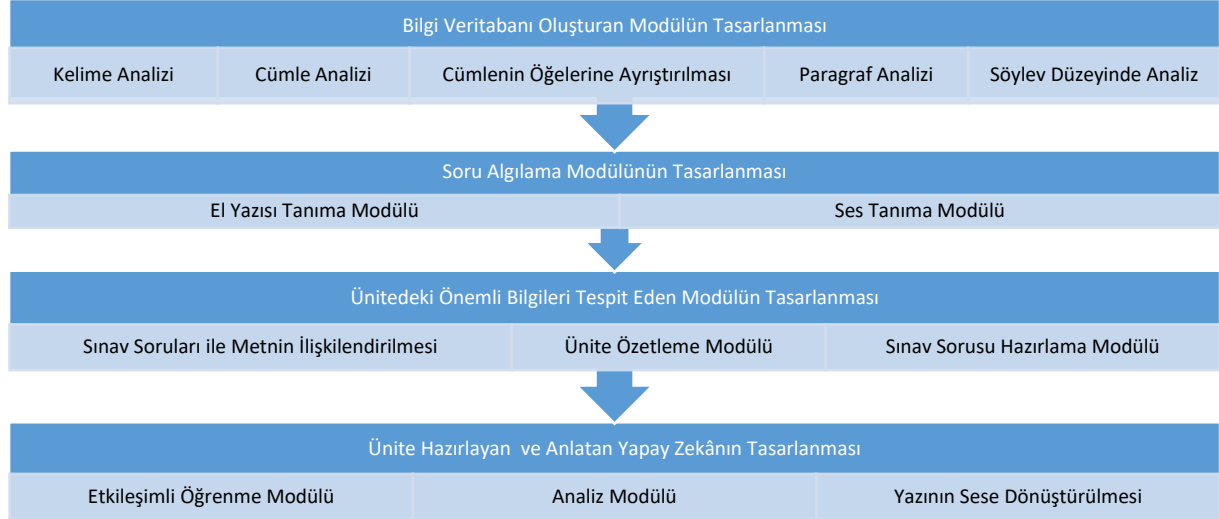 Bilgi Veritabanı Oluşturan Modülün Tasarlanması
Kelime Analizi
Cümle Analizi
Cümlenin Öğelerine Ayrıştırılması
Paragraf Analizi
Söylev Düzeyinde Analiz
Soru Algılama Modülünün Tasarlanması
El Yazısı Tanıma Modülü
Ses Tanıma Modülü
Ünitedeki Önemli Bilgileri Tespit Eden Modülün Tasarlanması
Sınav Soruları ile Metnin İlişkilendirilmesi
Ünite Özetleme Modülü
Sınav Sorusu Hazırlama Modülü
Ünite Hazırlayan ve Anlatan Yapay Zekânın Tasarlanması
Etkileşimli Öğrenme Modülü
Analiz Modülü
Yazının Sese Dönüştürülmesi